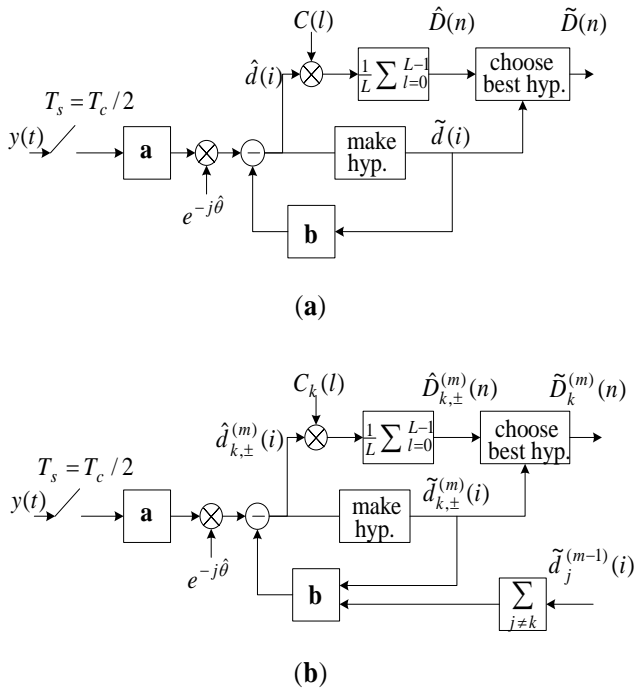 C(l)
D̂(n)
D̃(n)
d̂(i)
1/L ∑ L-1 l=0
choose best hyp.
T_s = T_c / 2
y(t)
a
e^{-jθ̂}
−
make hyp.
d̃(i)
b
(a)
C_k(l)
D̂_{k,±}^{(m)}(n)
D̃_k^{(m)}(n)
d̂_{k,±}^{(m)}(i)
1/L ∑ L-1 l=0
choose best hyp.
T_s = T_c / 2
y(t)
a
e^{-jθ̂}
−
make hyp.
d̃_{k,±}^{(m)}(i)
b
∑ j≠k
d̃_j^{(m-1)}(i)
(b)